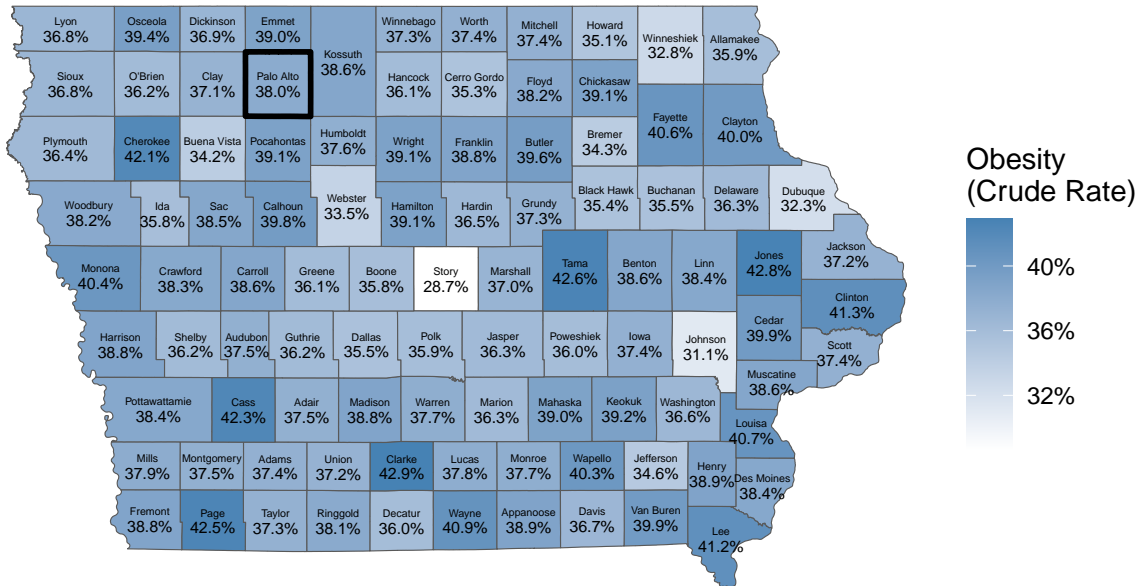 Lyon
36.8%
Osceola
39.4%
Dickinson
36.9%
Emmet
39.0%
Kossuth
38.6%
Winnebago
37.3%
Worth
37.4%
Mitchell
37.4%
Howard
35.1%
Winneshiek
32.8%
Allamakee
35.9%
Sioux
36.8%
O'Brien
36.2%
Clay
37.1%
Palo Alto
38.0%
Hancock
36.1%
Cerro Gordo
35.3%
Floyd
38.2%
Chickasaw
39.1%
Fayette
40.6%
Clayton
40.0%
Plymouth
36.4%
Cherokee
42.1%
Buena Vista
34.2%
Pocahontas
39.1%
Humboldt
37.6%
Wright
39.1%
Franklin
38.8%
Butler
39.6%
Bremer
34.3%
Woodbury
38.2%
Ida
35.8%
Sac
38.5%
Calhoun
39.8%
Webster
33.5%
Hamilton
39.1%
Hardin
36.5%
Grundy
37.3%
Black Hawk
35.4%
Buchanan
35.5%
Delaware
36.3%
Dubuque
32.3%
Monona
40.4%
Crawford
38.3%
Carroll
38.6%
Greene
36.1%
Boone
35.8%
Story
28.7%
Marshall
37.0%
Tama
42.6%
Benton
38.6%
Linn
38.4%
Jones
42.8%
Jackson
37.2%
Clinton
41.3%
Harrison
38.8%
Shelby
36.2%
Audubon
37.5%
Guthrie
36.2%
Dallas
35.5%
Polk
35.9%
Jasper
36.3%
Poweshiek
36.0%
Iowa
37.4%
Johnson
31.1%
Cedar
39.9%
Scott
37.4%
Muscatine
38.6%
Pottawattamie
38.4%
Cass
42.3%
Adair
37.5%
Madison
38.8%
Warren
37.7%
Marion
36.3%
Mahaska
39.0%
Keokuk
39.2%
Washington
36.6%
Louisa
40.7%
Mills
37.9%
Montgomery
37.5%
Adams
37.4%
Union
37.2%
Clarke
42.9%
Lucas
37.8%
Monroe
37.7%
Wapello
40.3%
Jefferson
34.6%
Henry
38.9%
Des Moines
38.4%
Fremont
38.8%
Page
42.5%
Taylor
37.3%
Ringgold
38.1%
Decatur
36.0%
Wayne
40.9%
Appanoose
38.9%
Davis
36.7%
Van Buren
39.9%
Lee
41.2%
Obesity
(Crude Rate)
40%
36%
32%